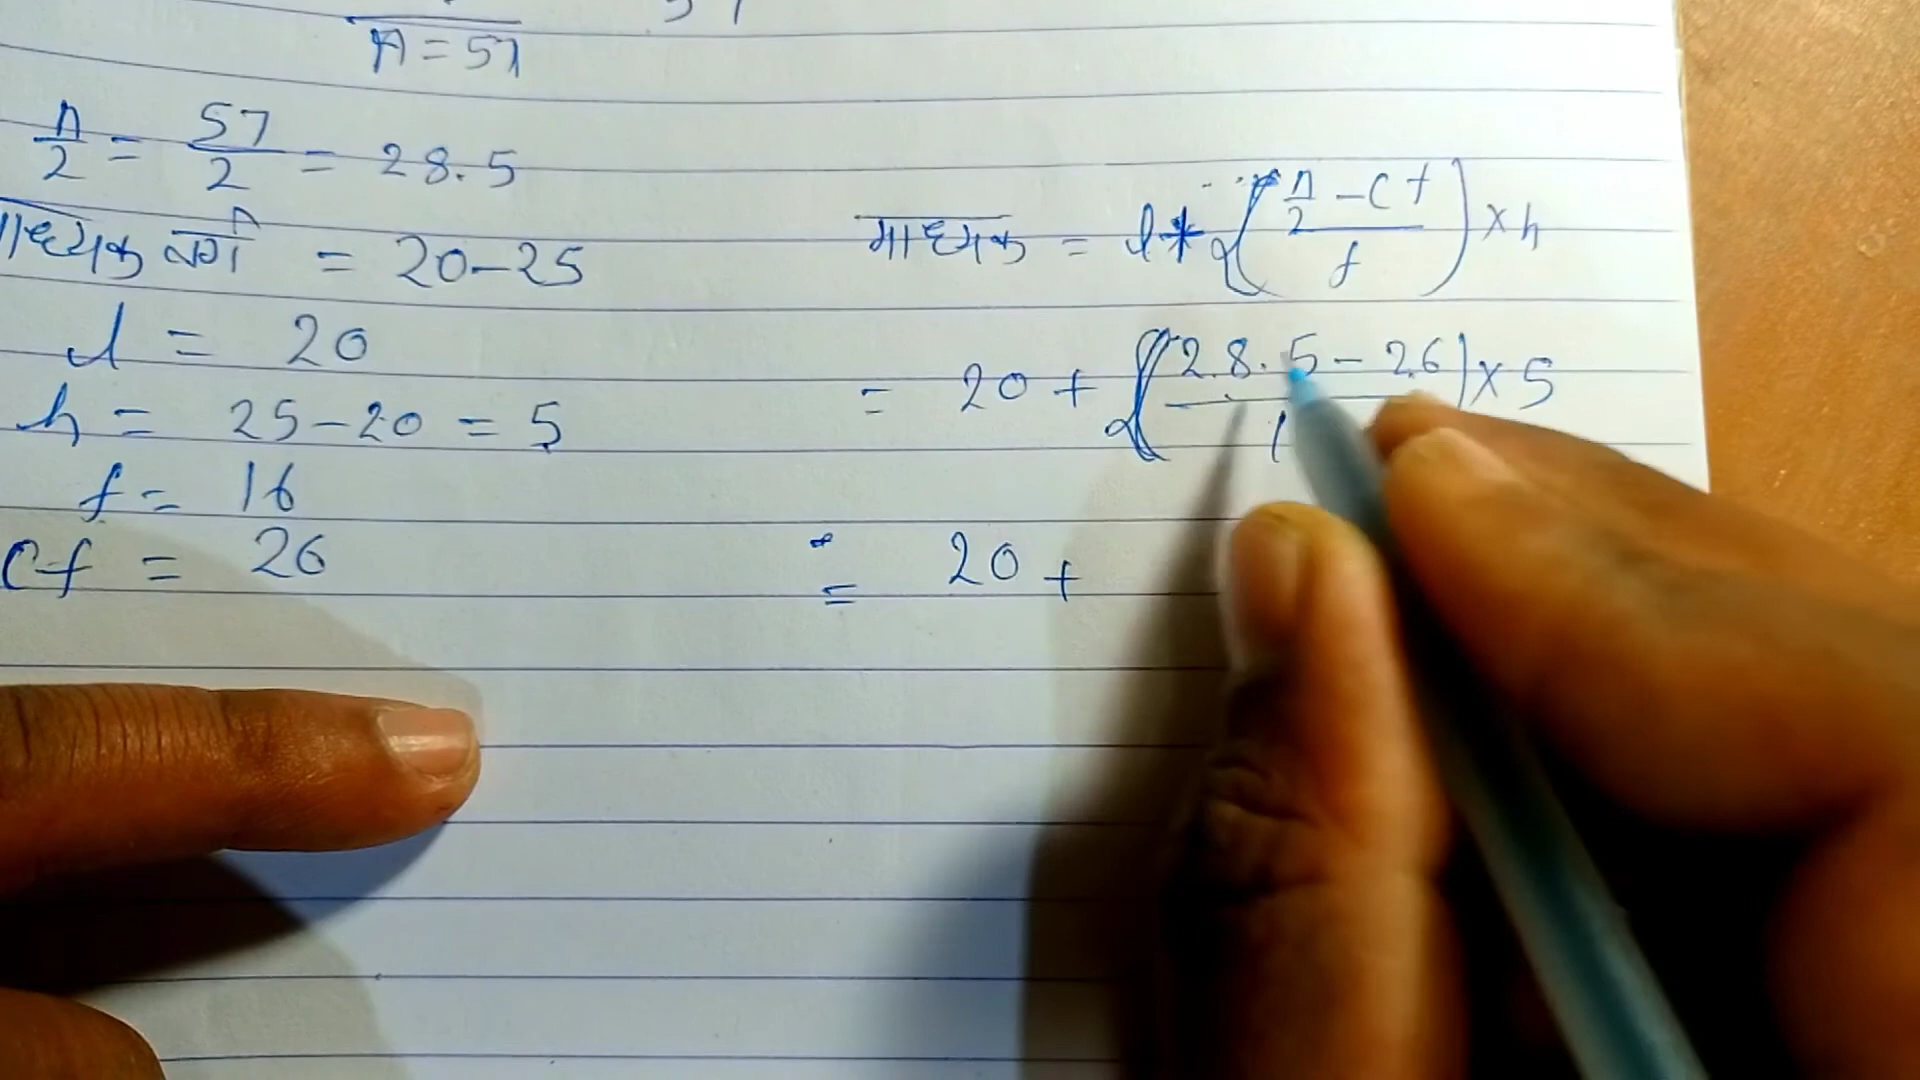 n = 57
n/2 = 57/2 = 28.5
माध्यक वर्ग = 20-25
l = 20
h = 25-20 = 5
f = 16
Cf = 26
माध्यक = l + ((n/2 - Cf)/f) × h
= 20 + ((28.5 - 26)/1) × 5
= 20 +